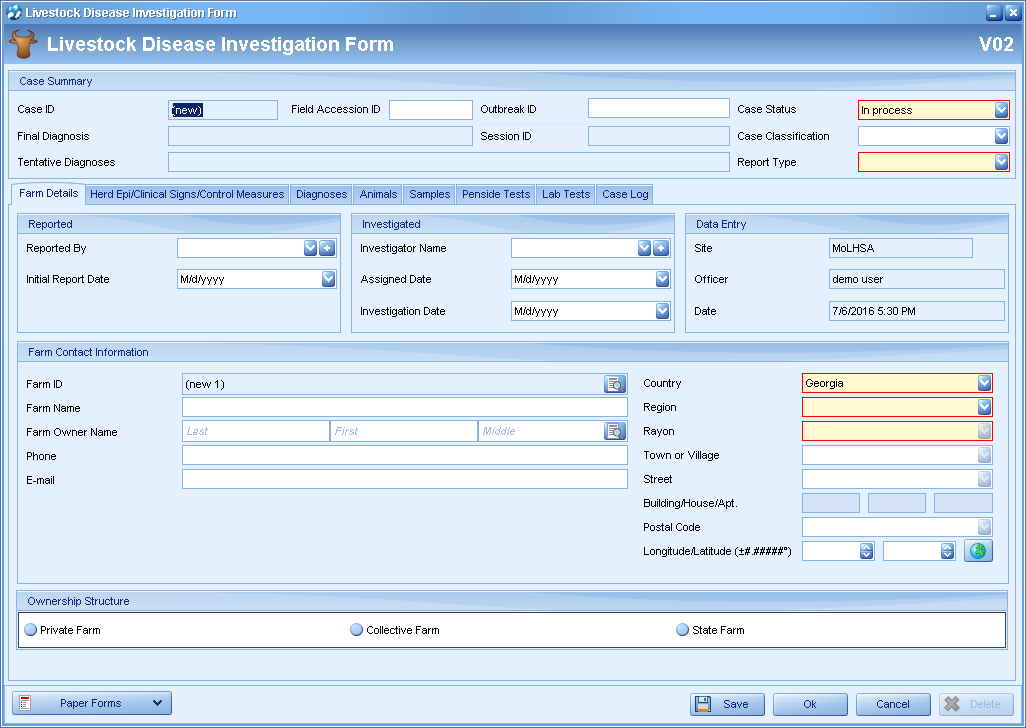 Livestock Disease Investigation Form
Livestock Disease Investigation Form V02
Case Summary
Case ID (new) Field Accession ID Outbreak ID Case Status In process
Final Diagnosis Session ID Case Classification
Tentative Diagnoses Report Type
Farm Details Herd Epi/Clinical Signs/Control Measures Diagnoses Animals Samples Penside Tests Lab Tests Case Log
Reported Investigated Data Entry
Reported By Investigator Name Site MoLHSA
Initial Report Date M/d/yyyy Assigned Date M/d/yyyy Officer demo user
Investigation Date M/d/yyyy Date 7/6/2016 5:30 PM
Farm Contact Information
Farm ID (new 1) Country Georgia
Farm Name Region
Farm Owner Name Last First Middle Rayon
Phone Town or Village
E-mail Street
Building/House/Apt.
Postal Code
Longitude/Latitude (±#.#####°)
Ownership Structure
Private Farm Collective Farm State Farm
Paper Forms Save Ok Cancel Delete